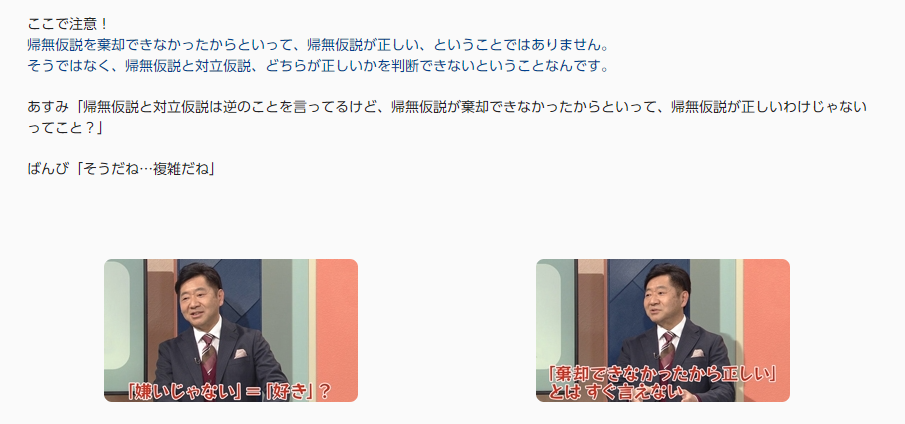 ここで注意！
帰無仮説を棄却できなかったからといって、帰無仮説が正しい、ということではありません。
そうではなく、帰無仮説と対立仮説、どちらが正しいかを判断できないということなんです。
あすみ「帰無仮説と対立仮説は逆のことを言ってるけど、帰無仮説が棄却できなかったからといって、帰無仮説が正しいわけじゃない
ってこと？」
ばんび「そうだね…複雑だね」
「嫌いじゃない」＝「好き」？
「棄却できなかったから正しい」
とは すぐ言えない